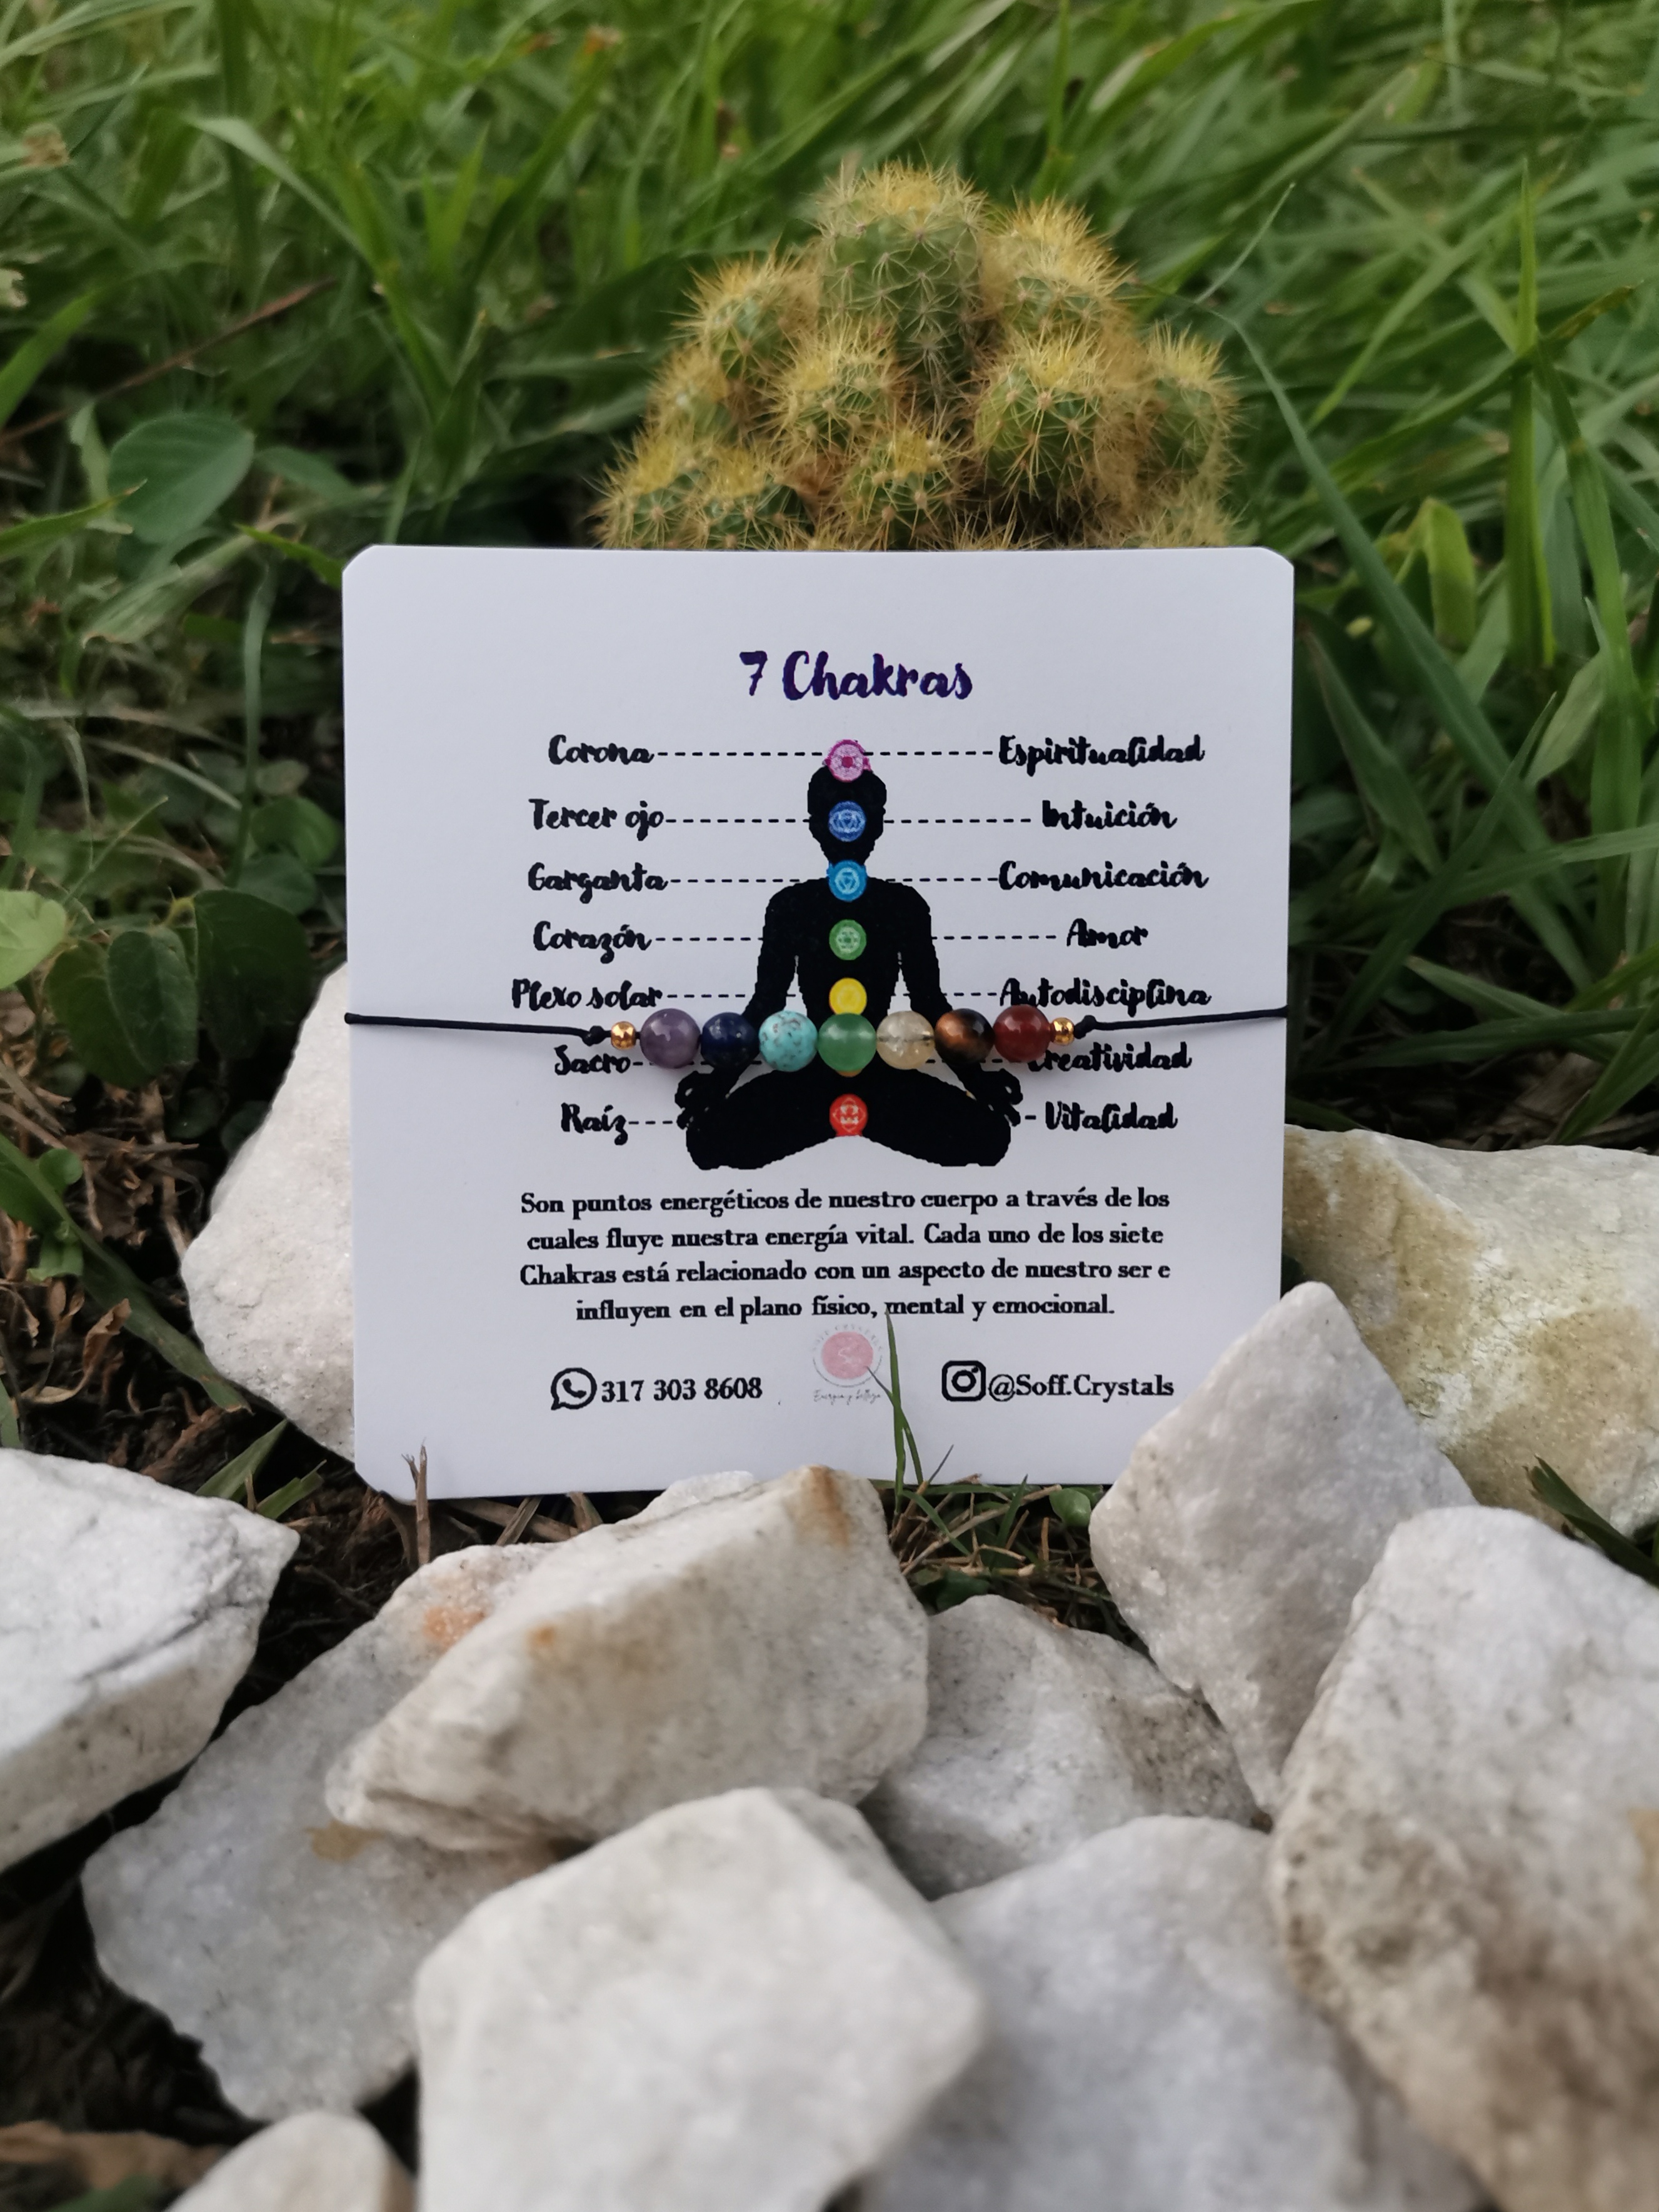 7 Chakras
Corona Espiritualidad
Tercer ojo Intuición
Garganta Comunicación
Corazón Amor
Plexo solar Autodisciplina
Sacro Creatividad
Raíz Vitalidad
Son puntos energéticos de nuestro cuerpo a través de los
cuales fluye nuestra energía vital. Cada uno de los siete
Chakras está relacionado con un aspecto de nuestro ser e
influyen en el plano físico, mental y emocional.
Energía y belleza
317 303 8608 @Soff.Crystals